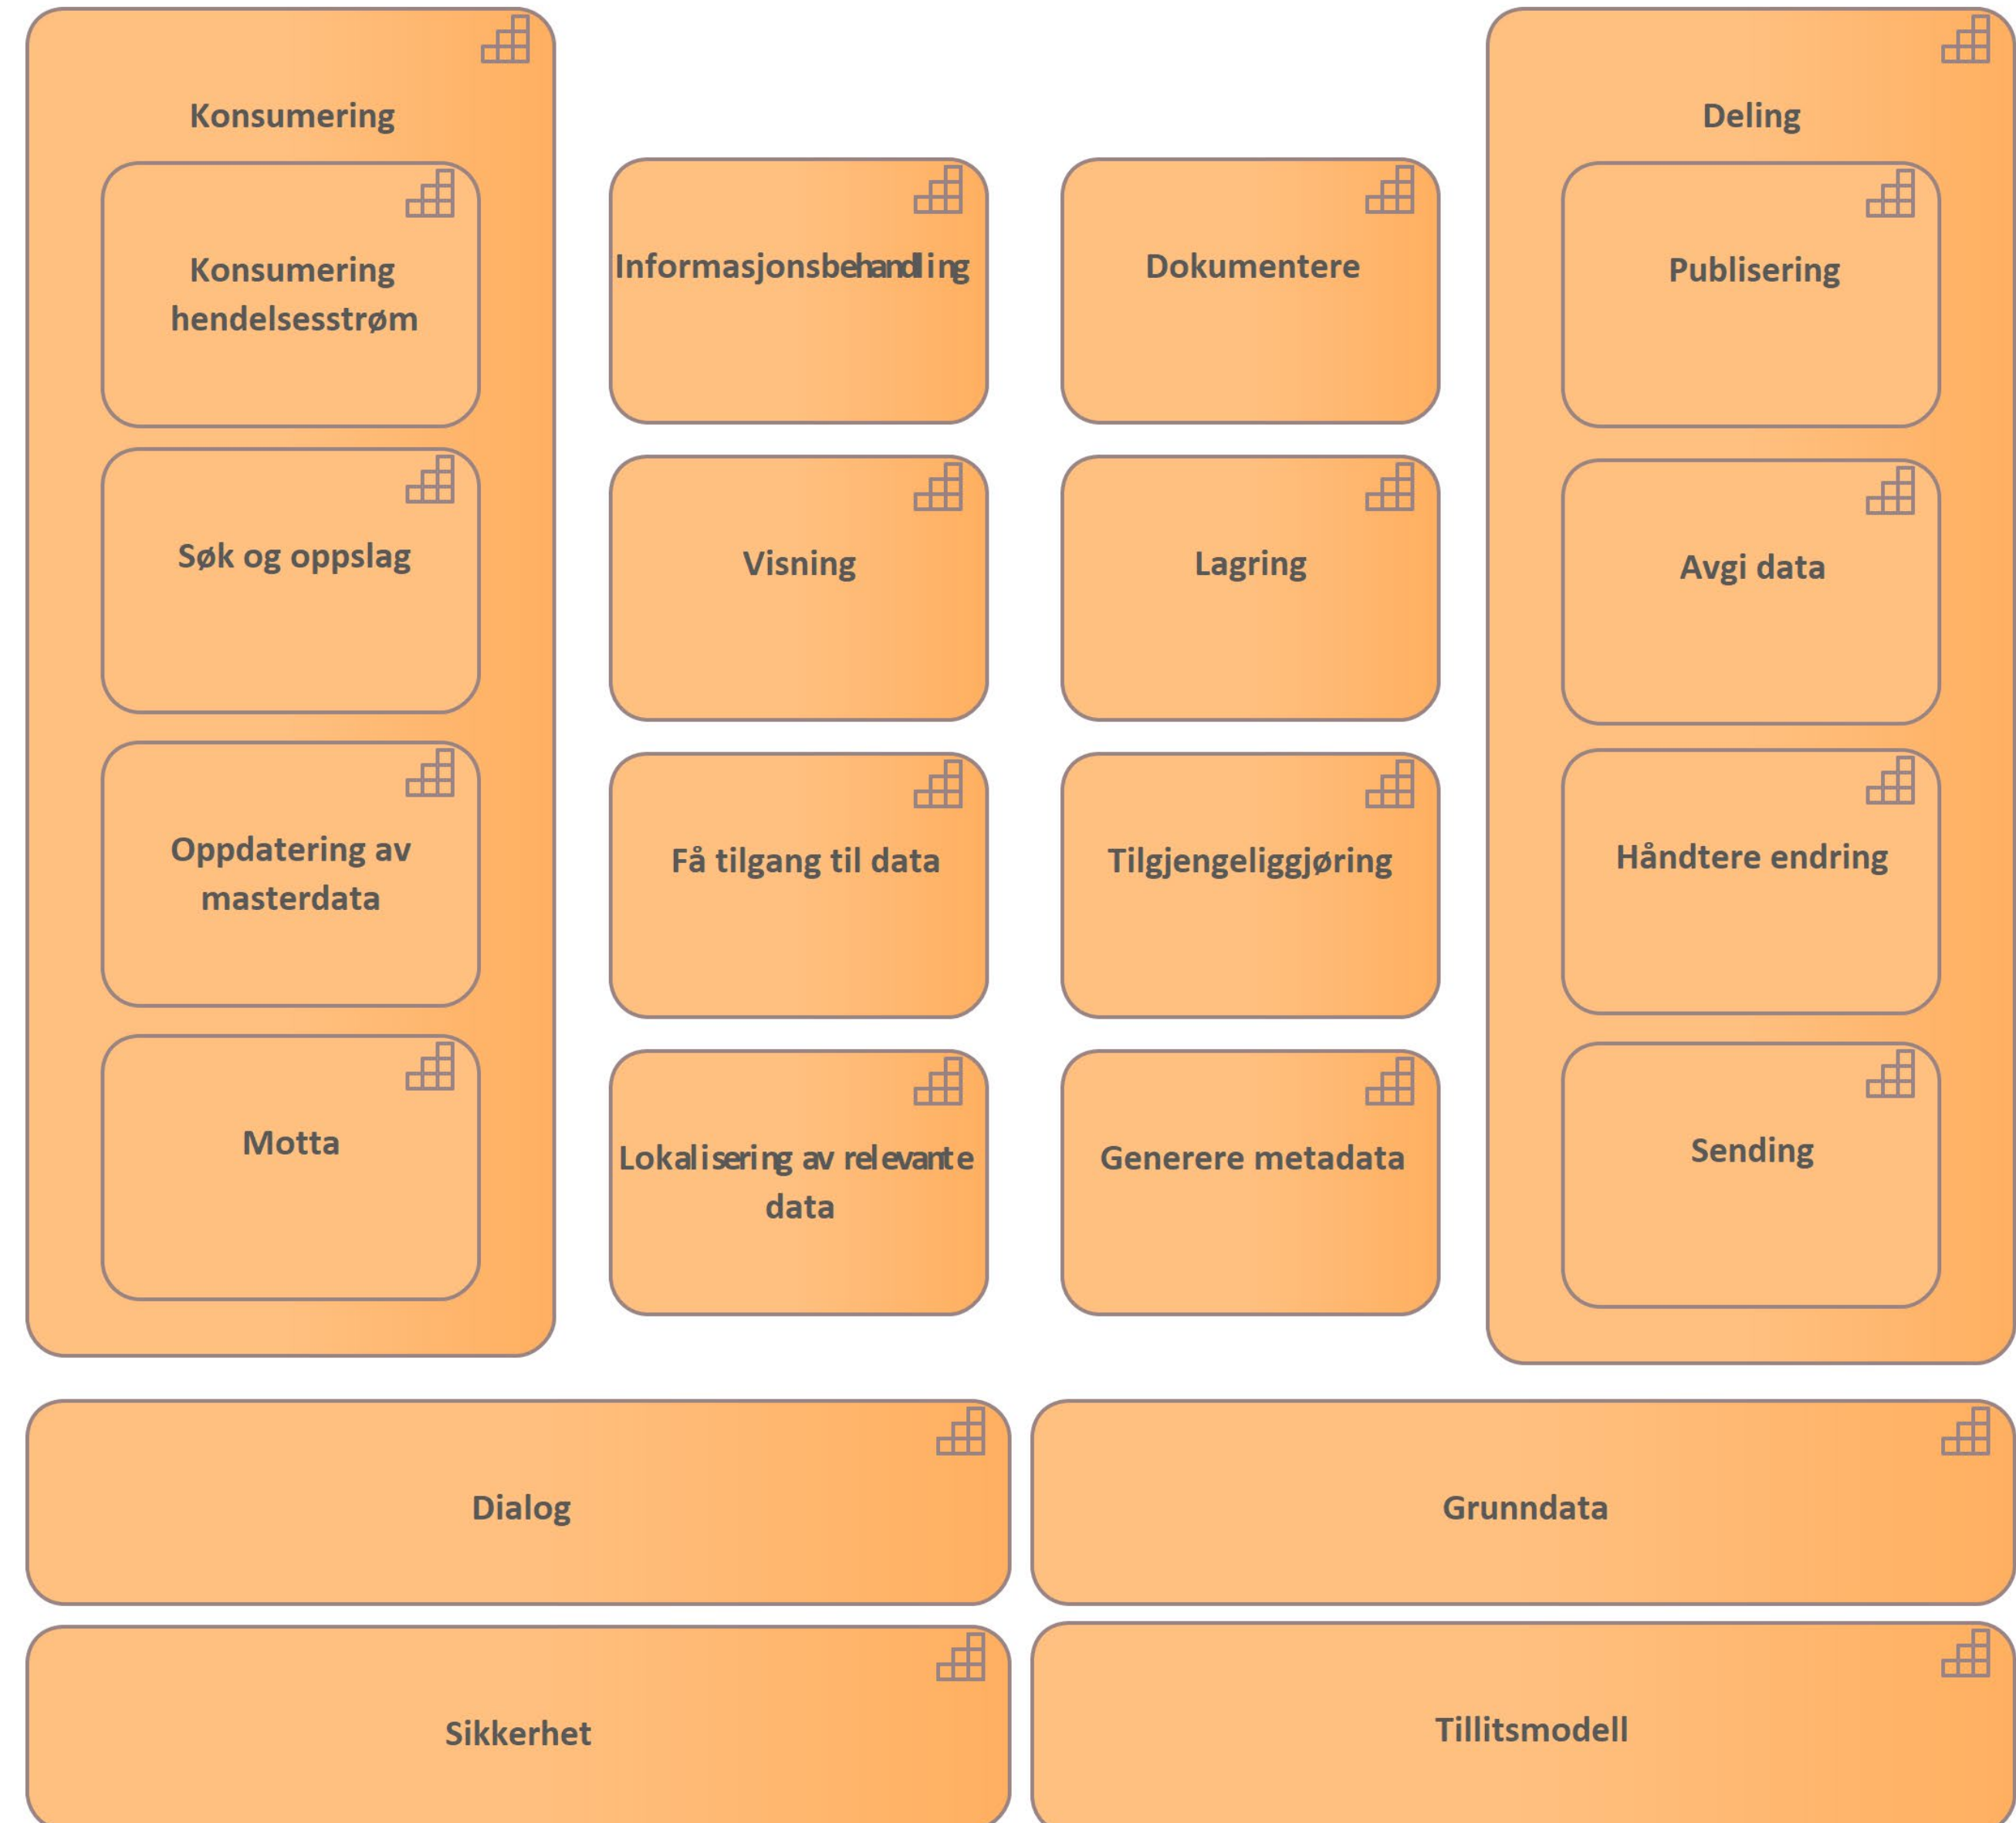 Konsumering
Konsumering
hendelsesstrøm
Søk og oppslag
Oppdatering av
masterdata
Motta
Informasjonsbehandling
Visning
Få tilgang til data
Lokalisering av relevante
data
Dokumentere
Lagring
Tilgjengeliggjøring
Generere metadata
Deling
Publisering
Avgi data
Håndtere endring
Sending
Dialog
Grunndata
Sikkerhet
Tillitsmodell